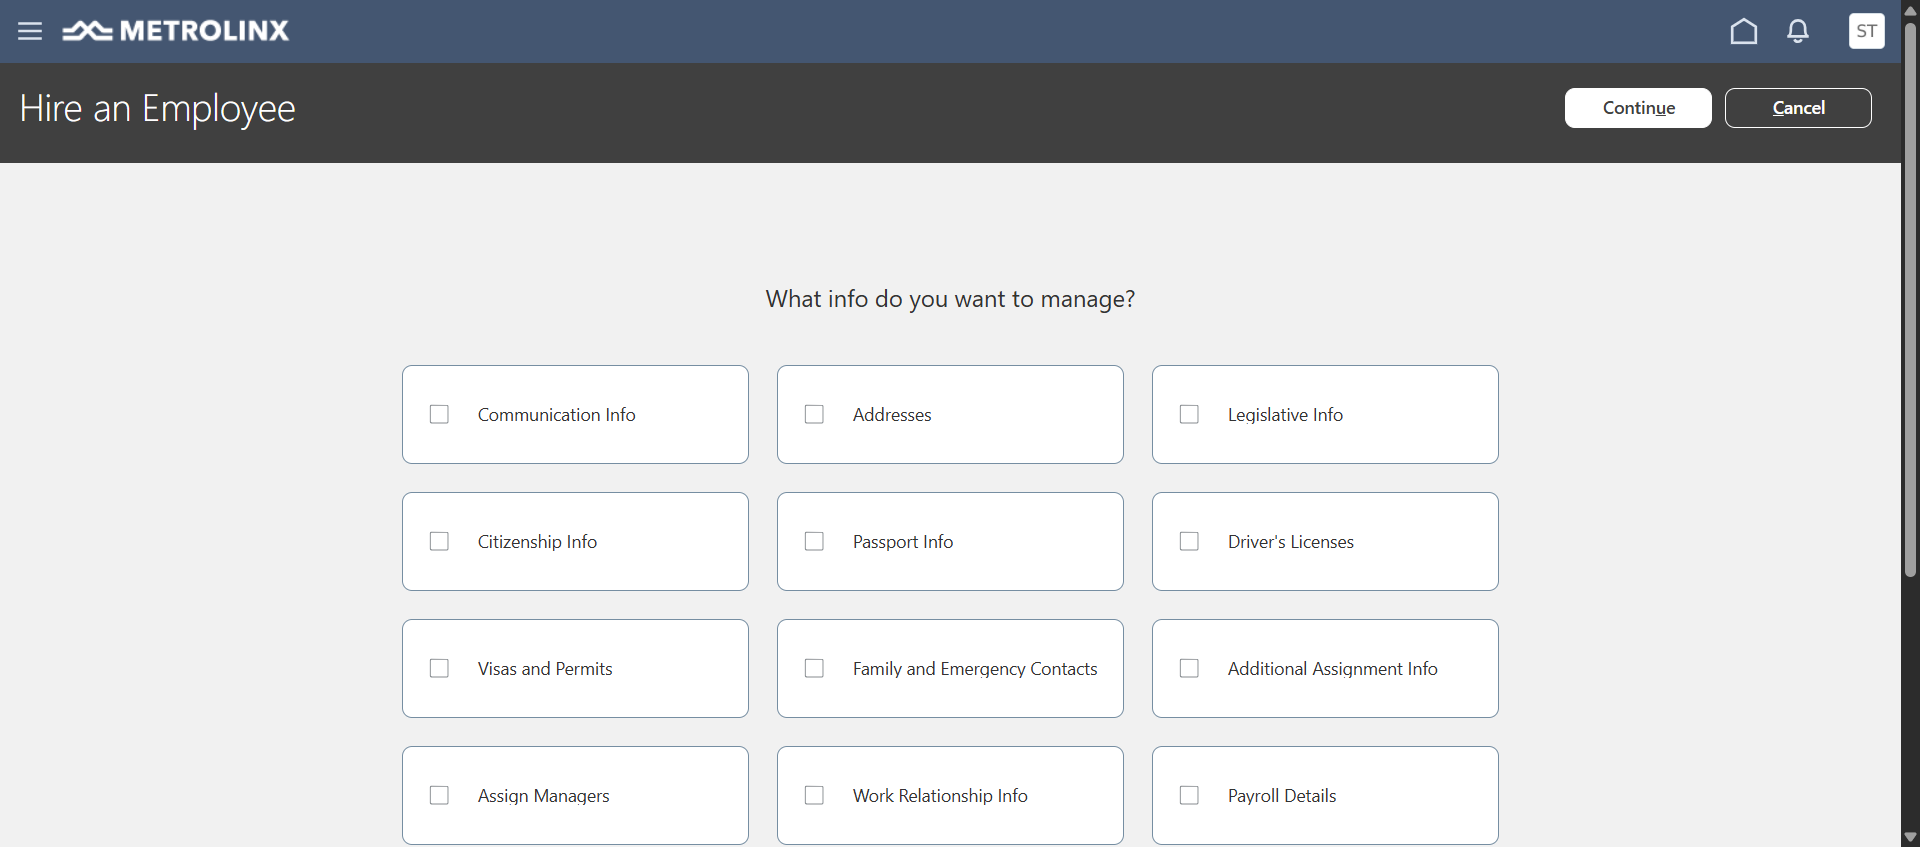 METROLINX
ST
Hire an Employee
Continue
Cancel
What info do you want to manage?
Communication Info
Addresses
Legislative Info
Citizenship Info
Passport Info
Driver's Licenses
Visas and Permits
Family and Emergency Contacts
Additional Assignment Info
Assign Managers
Work Relationship Info
Payroll Details